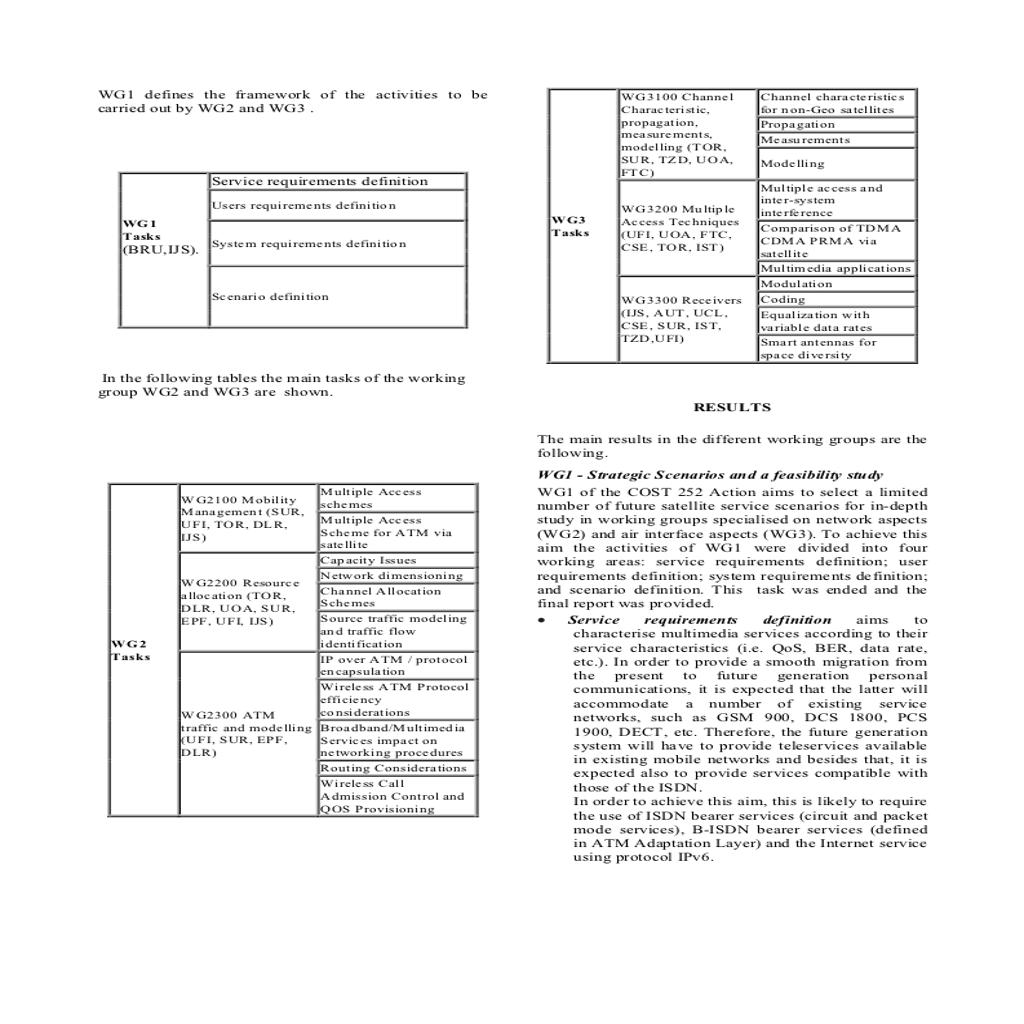 WG1 defines the framework of the activities to be
carried out by WG2 and WG3 .
WG1
Tasks
(BRU,IJS).
Service requirements definition
Users requirements definition
System requirements definition
Scenario definition
In the following tables the main tasks of the working
group WG2 and WG3 are shown.
WG2
Tasks
WG2100 Mobility
Management (SUR,
UFI, TOR, DLR,
IJS)
Multiple Access
schemes
Multiple Access
Scheme for ATM via
satellite
WG2200 Resource
allocation (TOR,
DLR, UOA, SUR,
EPF, UFI, IJS)
Capacity Issues
Network dimensioning
Channel Allocation
Schemes
Source traffic modeling
and traffic flow
identification
WG2300 ATM
traffic and modelling
(UFI, SUR, EPF,
DLR)
IP over ATM / protocol
encapsulation
Wireless ATM Protocol
efficiency
considerations
Broadband/Multimedia
Services impact on
networking procedures
Routing Considerations
Wireless Call
Admission Control and
QOS Provisioning
WG3
Tasks
WG3100 Channel
Characteristic,
propagation,
measurements,
modelling (TOR,
SUR, TZD, UOA,
FTC)
Channel characteristics
for non-Geo satellites
Propagation
Measurements
Modelling
WG3200 Multiple
Access Techniques
(UFI, UOA, FTC,
CSE, TOR, IST)
Multiple access and
inter-system
interference
Comparison of TDMA
CDMA PRMA via
satellite
Multimedia applications
WG3300 Receivers
(IJS, AUT, UCL,
CSE, SUR, IST,
TZD,UFI)
Modulation
Coding
Equalization with
variable data rates
Smart antennas for
space diversity
RESULTS
The main results in the different working groups are the
following.
WG1 - Strategic Scenarios and a feasibility study
WG1 of the COST 252 Action aims to select a limited
number of future satellite service scenarios for in-depth
study in working groups specialised on network aspects
(WG2) and air interface aspects (WG3). To achieve this
aim the activities of WG1 were divided into four
working areas: service requirements definition; user
requirements definition; system requirements definition;
and scenario definition. This task was ended and the
final report was provided.
• Service requirements definition aims to
characterise multimedia services according to their
service characteristics (i.e. QoS, BER, data rate,
etc.). In order to provide a smooth migration from
the present to future generation personal
communications, it is expected that the latter will
accommodate a number of existing service
networks, such as GSM 900, DCS 1800, PCS
1900, DECT, etc. Therefore, the future generation
system will have to provide teleservices available
in existing mobile networks and besides that, it is
expected also to provide services compatible with
those of the ISDN.
In order to achieve this aim, this is likely to require
the use of ISDN bearer services (circuit and packet
mode services), B-ISDN bearer services (defined
in ATM Adaptation Layer) and the Internet service
using protocol IPv6.